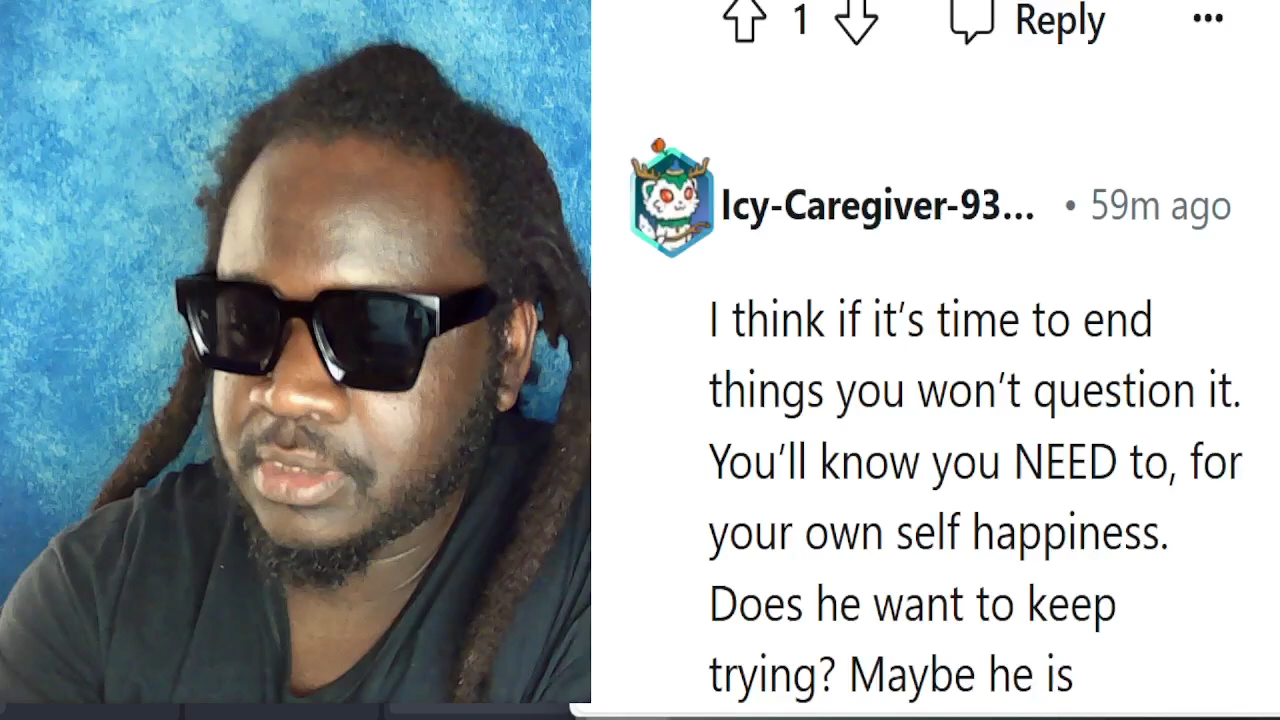 1 Reply
Icy-Caregiver-93... • 59m ago
I think if it's time to end
things you won't question it.
You'll know you NEED to, for
your own self happiness.
Does he want to keep
trying? Maybe he is